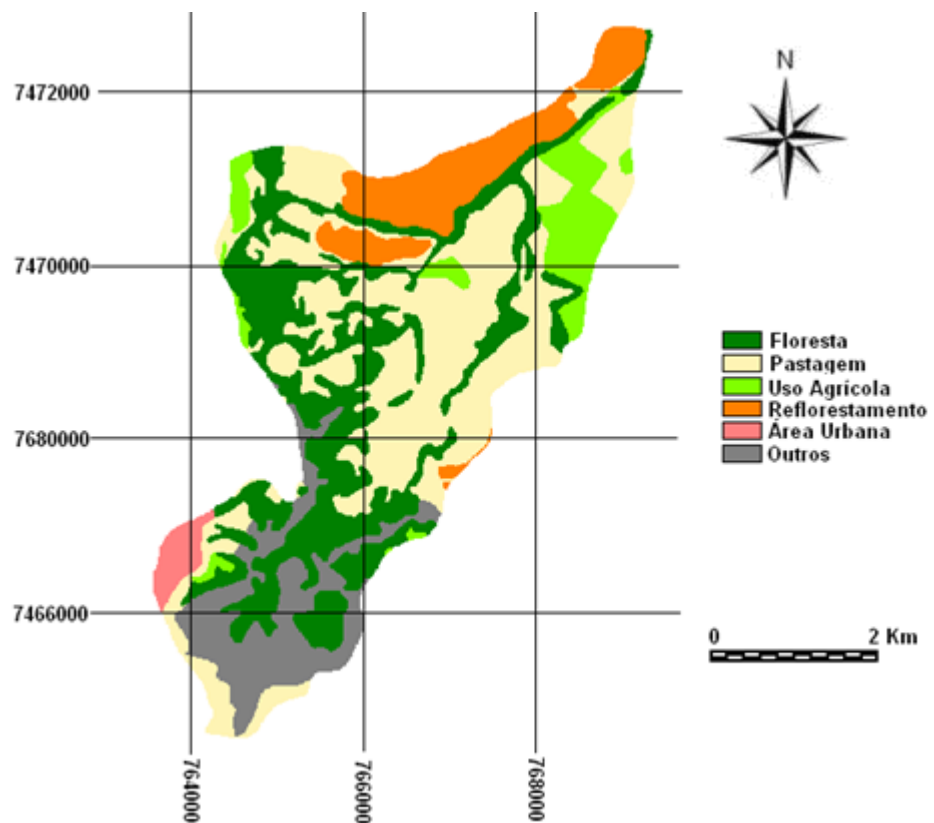 N
7472000
7470000
7680000
7466000
764000
766000
768000
Floresta
Pastagem
Uso Agrícola
Reflorestamento
Área Urbana
Outros
0 2 Km